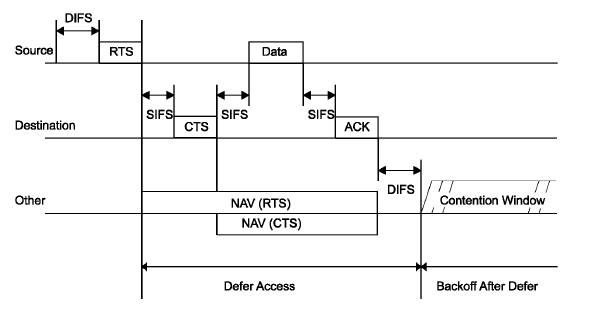 DIFS
Source
RTS
Data
SIFS
SIFS
SIFS
Destination
CTS
ACK
DIFS
Other
NAV (RTS)
Contention Window
NAV (CTS)
Defer Access
Backoff After Defer